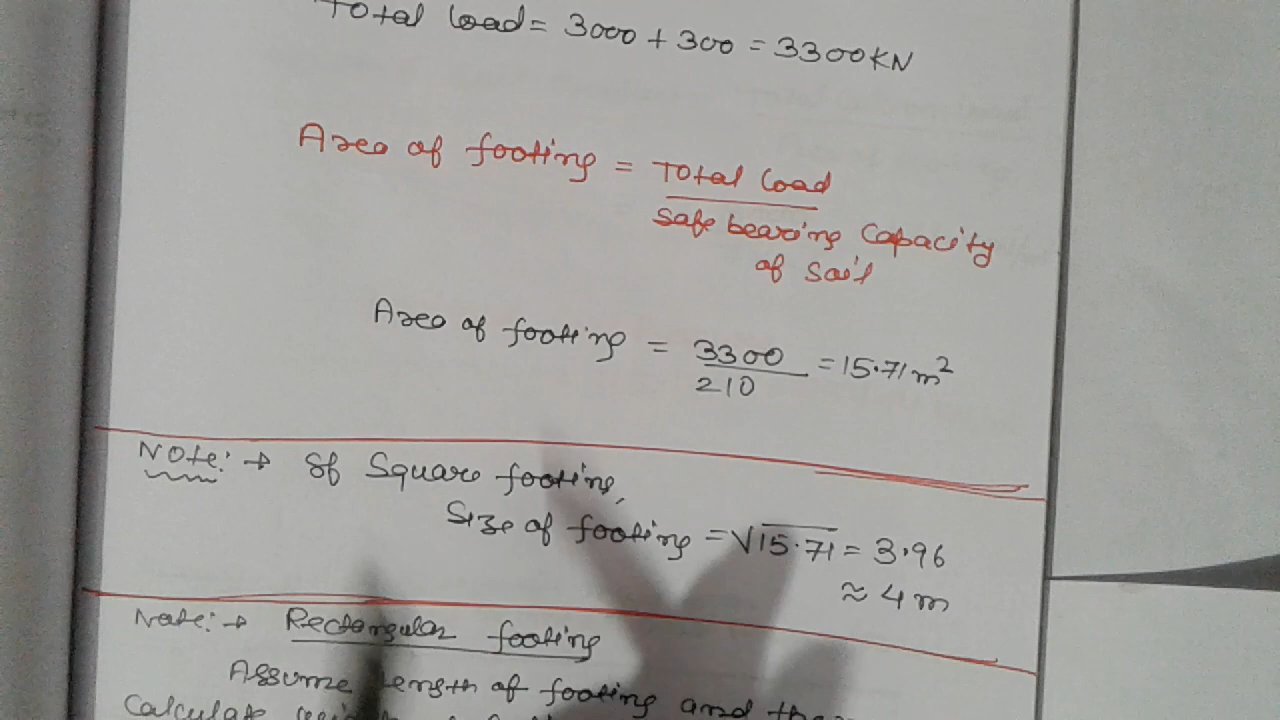 Total load = 3000 + 300 = 3300 KN
Area of footing = Total load / Safe bearing capacity of soil
Area of footing = 3300 / 210 = 15.71 m²
Note: → If Square footing,
Size of footing = √15.71 = 3.96
≈ 4 m
Note: → Rectangular footing
Assume length of footing and
Calculate